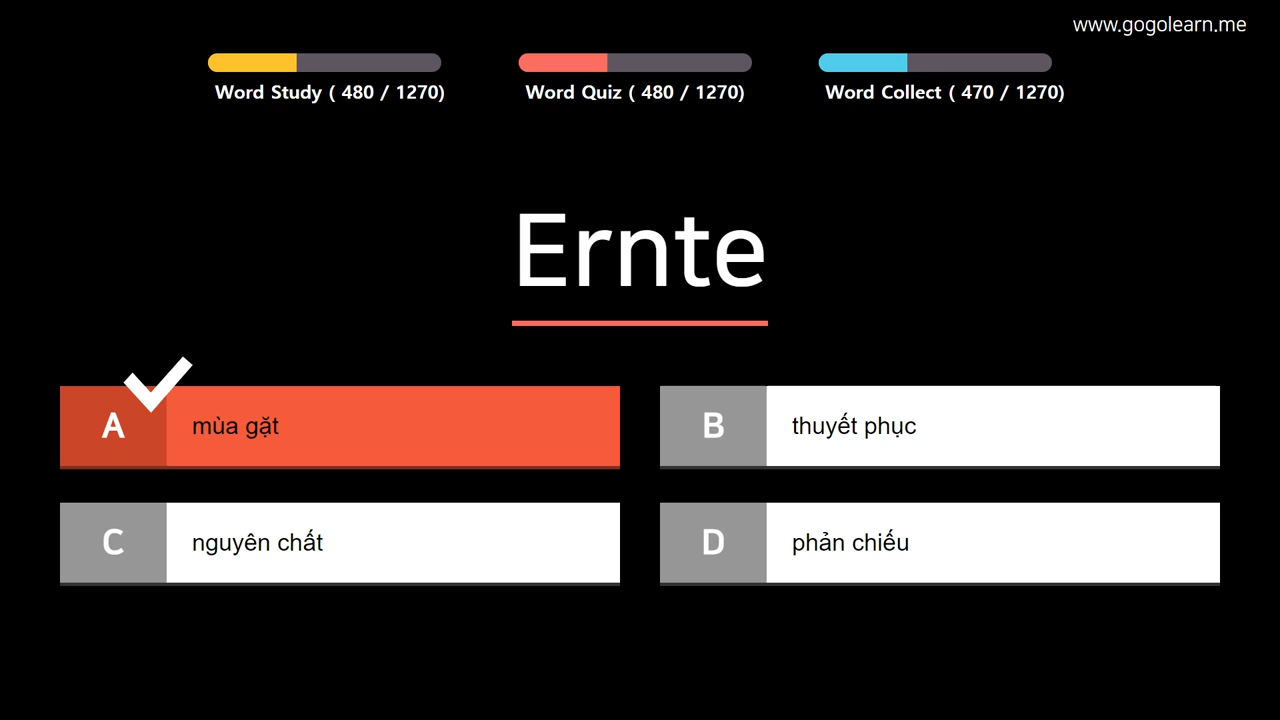 www.gogolearn.me
Word Study ( 480 / 1270)
Word Quiz ( 480 / 1270)
Word Collect ( 470 / 1270)
Ernte
A
mùa gặt
B
thuyết phục
C
nguyên chất
D
phản chiếu